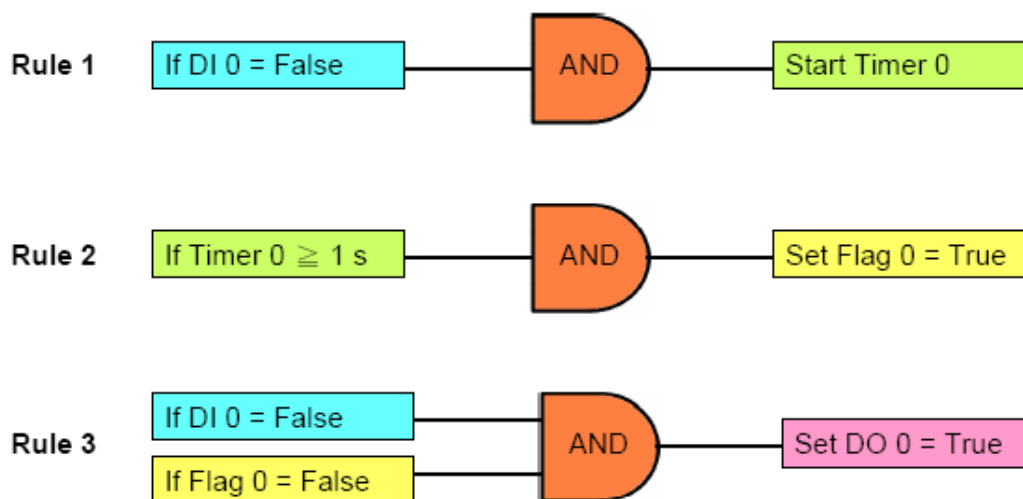 Rule 1
If DI 0 = False
AND
Start Timer 0
Rule 2
If Timer 0 ≧ 1 s
AND
Set Flag 0 = True
Rule 3
If DI 0 = False
If Flag 0 = False
AND
Set DO 0 = True